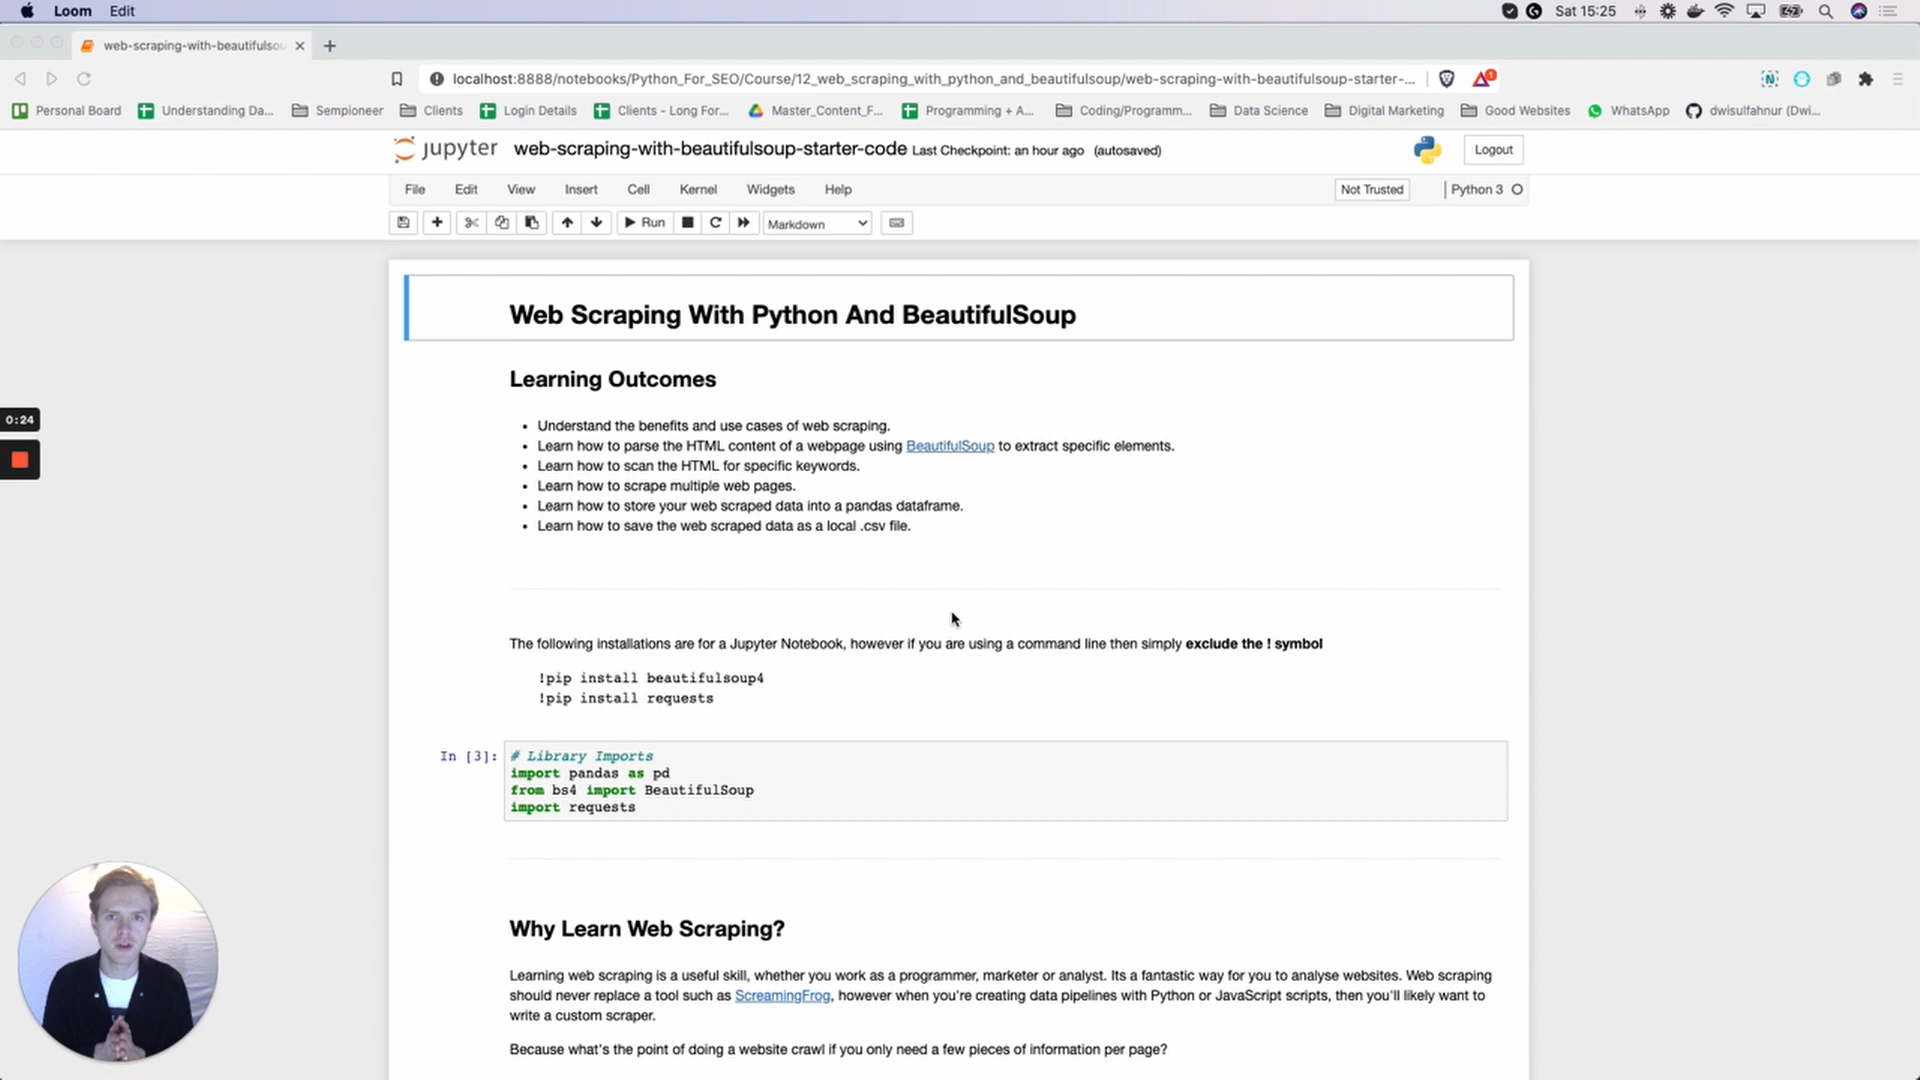 Loom Edit Sat 15:25
web-scraping-with-beautifulsou
localhost:8888/notebooks/Python_For_SEO/Course/12_web_scraping_with_python_and_beautifulsoup/web-scraping-with-beautifulsoup-starter-... 1
Personal Board Understanding Da... Sempioneer Clients Login Details Clients - Long For... Master_Content_F... Programming + A... Coding/Programm... Data Science Digital Marketing Good Websites WhatsApp dwisulfahnur (Dwi...
jupyter web-scraping-with-beautifulsoup-starter-code Last Checkpoint: an hour ago (autosaved) Logout
File Edit View Insert Cell Kernel Widgets Help Not Trusted Python 3
Run Markdown
Web Scraping With Python And BeautifulSoup
Learning Outcomes
0:24
• Understand the benefits and use cases of web scraping.
• Learn how to parse the HTML content of a webpage using BeautifulSoup to extract specific elements.
• Learn how to scan the HTML for specific keywords.
• Learn how to scrape multiple web pages.
• Learn how to store your web scraped data into a pandas dataframe.
• Learn how to save the web scraped data as a local .csv file.
The following installations are for a Jupyter Notebook, however if you are using a command line then simply exclude the ! symbol
!pip install beautifulsoup4
!pip install requests
In [3]: # Library Imports
import pandas as pd
from bs4 import BeautifulSoup
import requests
Why Learn Web Scraping?
Learning web scraping is a useful skill, whether you work as a programmer, marketer or analyst. Its a fantastic way for you to analyse websites. Web scraping
should never replace a tool such as ScreamingFrog, however when you're creating data pipelines with Python or JavaScript scripts, then you'll likely want to
write a custom scraper.
Because what's the point of doing a website crawl if you only need a few pieces of information per page?